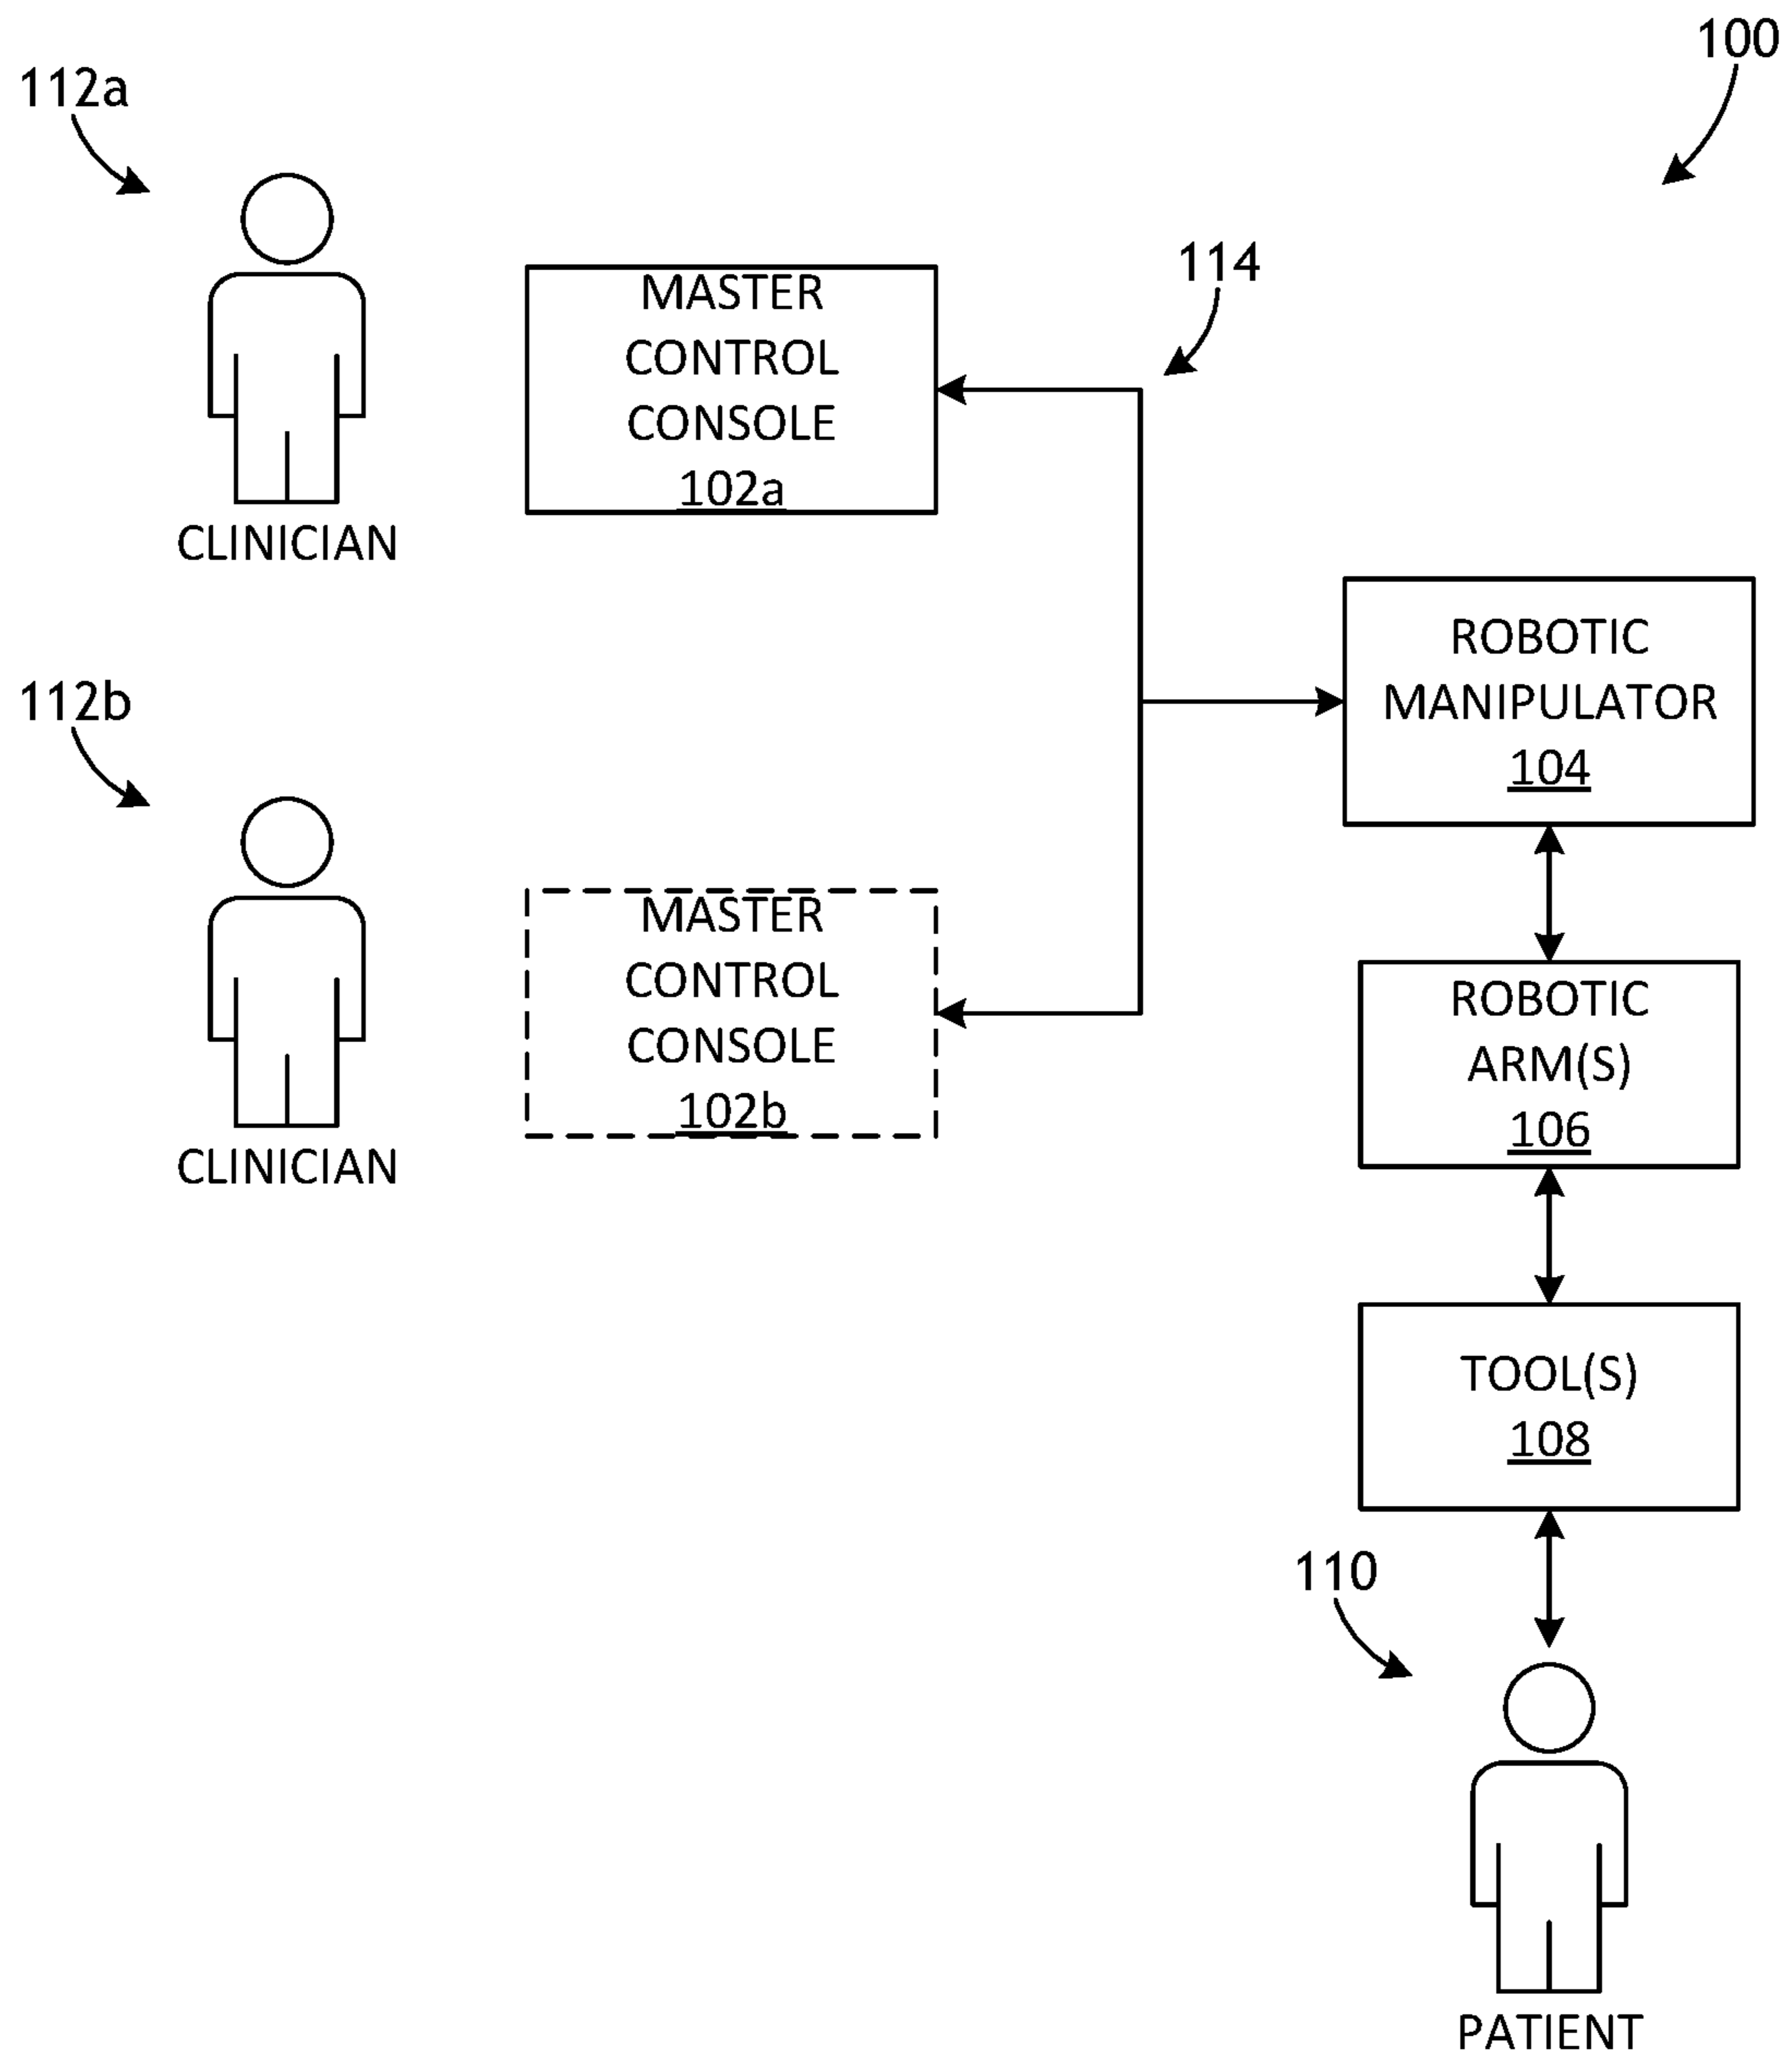 100
112a
114
MASTER
CONTROL
CONSOLE
102a
CLINICIAN
ROBOTIC
MANIPULATOR
104
112b
MASTER
CONTROL
CONSOLE
102b
CLINICIAN
ROBOTIC
ARM(S)
106
TOOL(S)
108
110
PATIENT